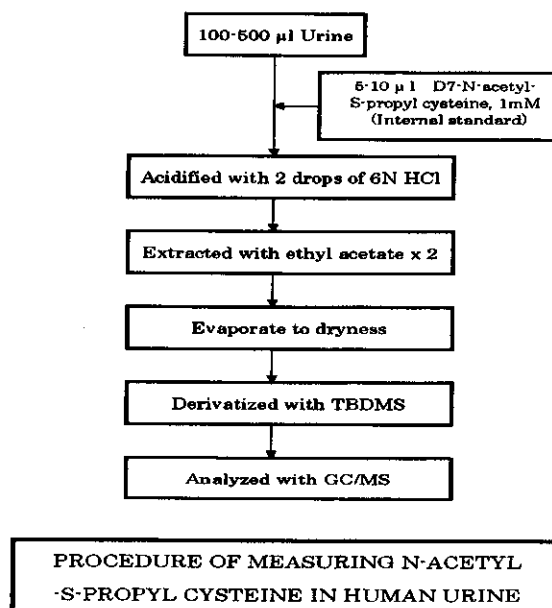 100-500 µl Urine
5-10 µl D7-N-acetyl-
S-propyl cysteine, 1mM
(Internal standard)
Acidified with 2 drops of 6N HCl
Extracted with ethyl acetate x 2
Evaporate to dryness
Derivatized with TBDMS
Analyzed with GC/MS
PROCEDURE OF MEASURING N-ACETYL
-S-PROPYL CYSTEINE IN HUMAN URINE